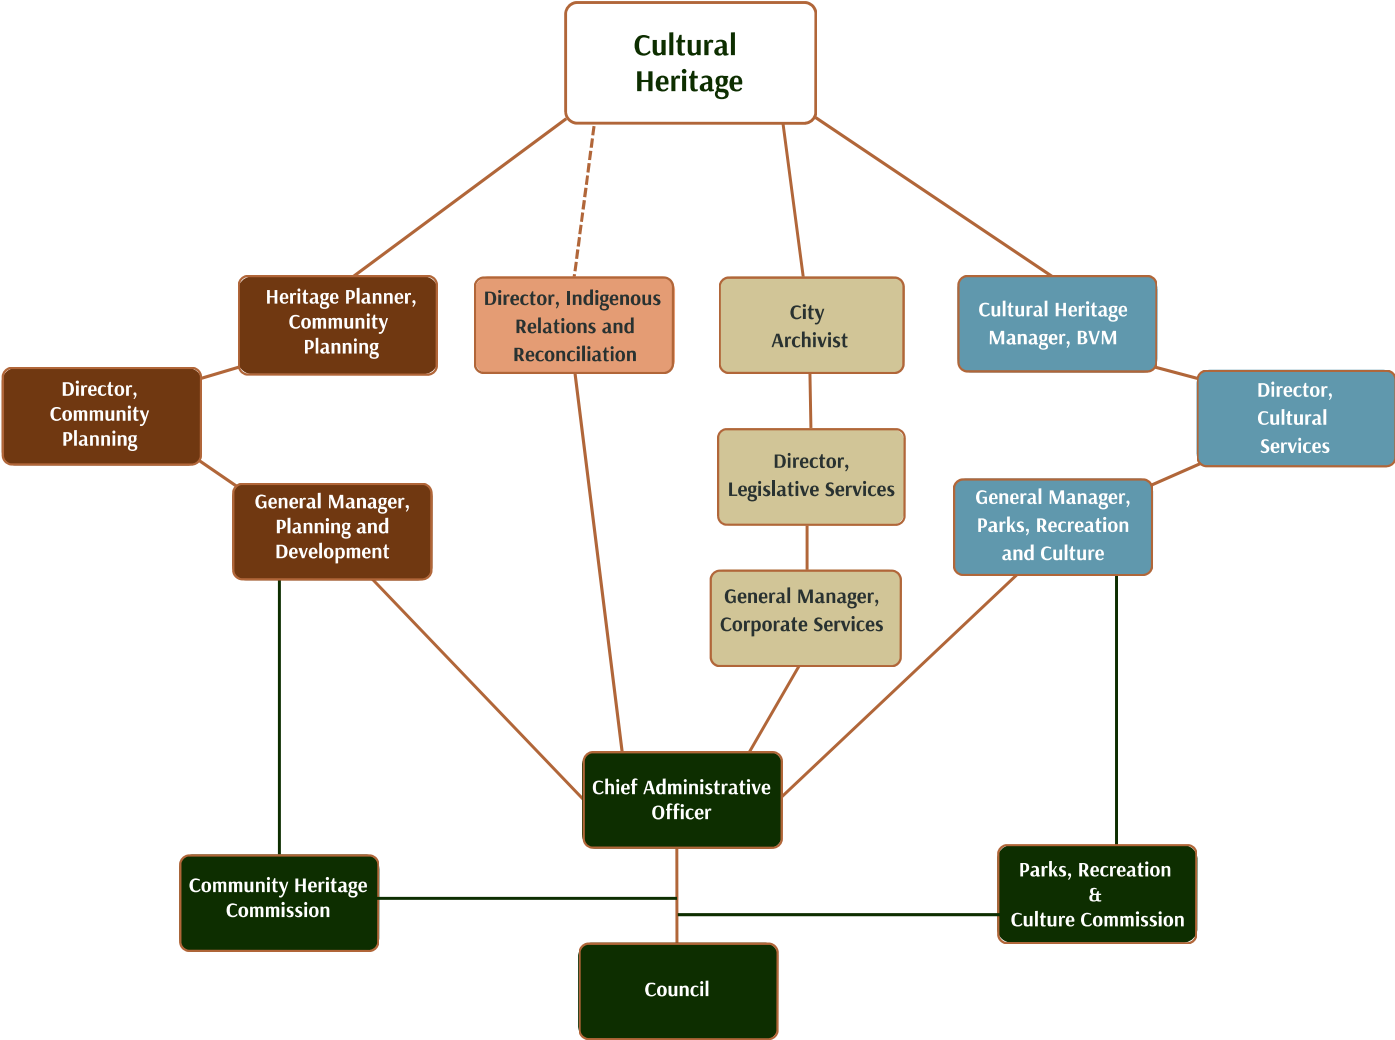 Cultural
Heritage
Heritage Planner,
Community
Planning
Director, Indigenous
Relations and
Reconciliation
City
Archivist
Cultural Heritage
Manager, BVM
Director,
Community
Planning
Director,
Cultural
Services
Director,
Legislative Services
General Manager,
Planning and
Development
General Manager,
Parks, Recreation
and Culture
General Manager,
Corporate Services
Chief Administrative
Officer
Community Heritage
Commission
Parks, Recreation
&
Culture Commission
Council